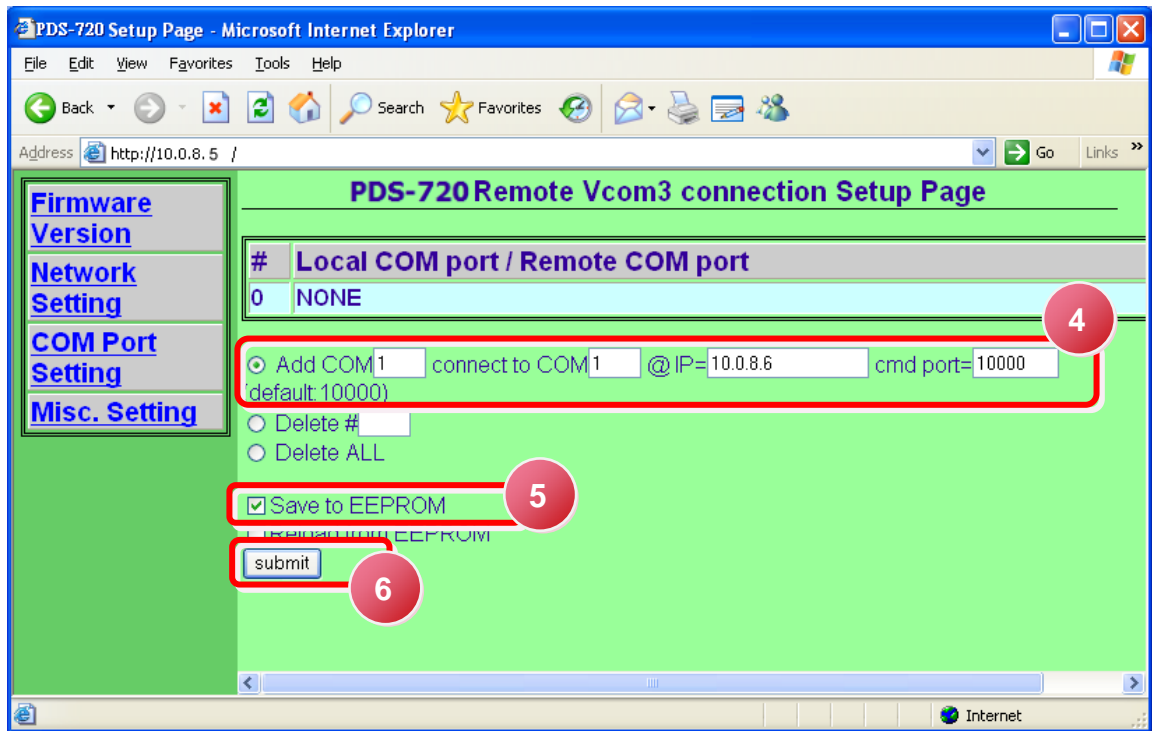 PDS-720 Setup Page - Microsoft Internet Explorer
File Edit View Favorites Tools Help
Back Search Favorites
Address http://10.0.8.5 / Go Links »
Firmware
Version
Network
Setting
COM Port
Setting
Misc. Setting
PDS-720 Remote Vcom3 connection Setup Page
# Local COM port / Remote COM port
0 NONE
4
Add COM 1 connect to COM 1 @ IP= 10.0.8.6 cmd port= 10000
(default:10000)
Delete #
Delete ALL
Save to EEPROM
5
Reload from EEPROM
submit
6
Internet